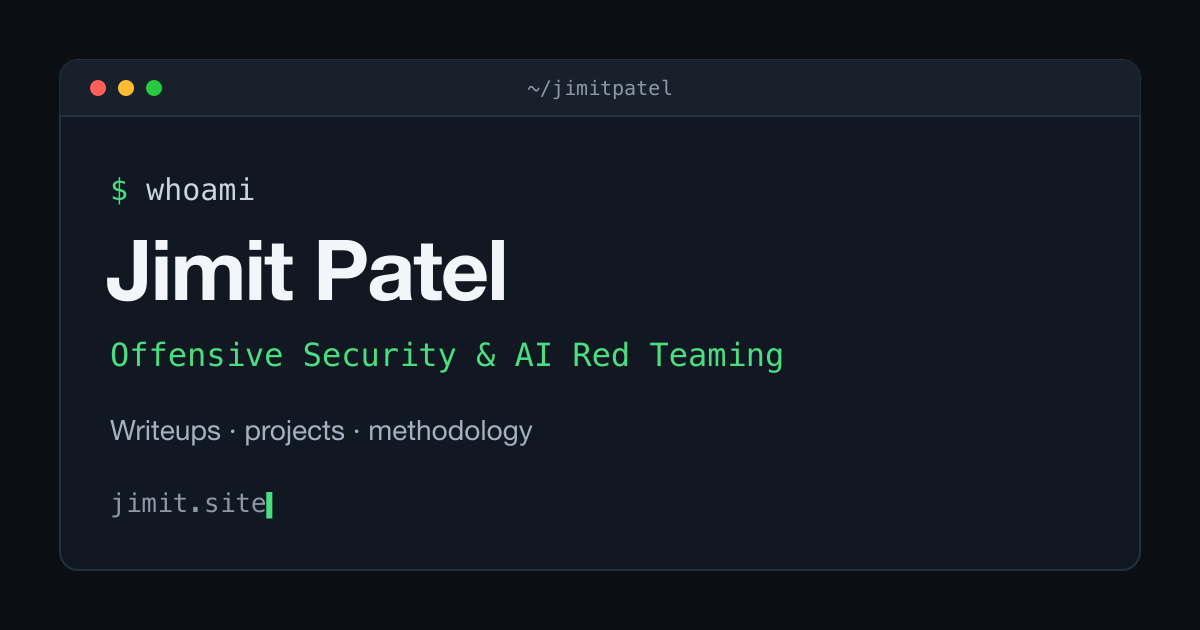 ~/jimitpatel
$ whoami
Jimit Patel
Offensive Security & AI Red Teaming
Writeups · projects · methodology
jimit.site